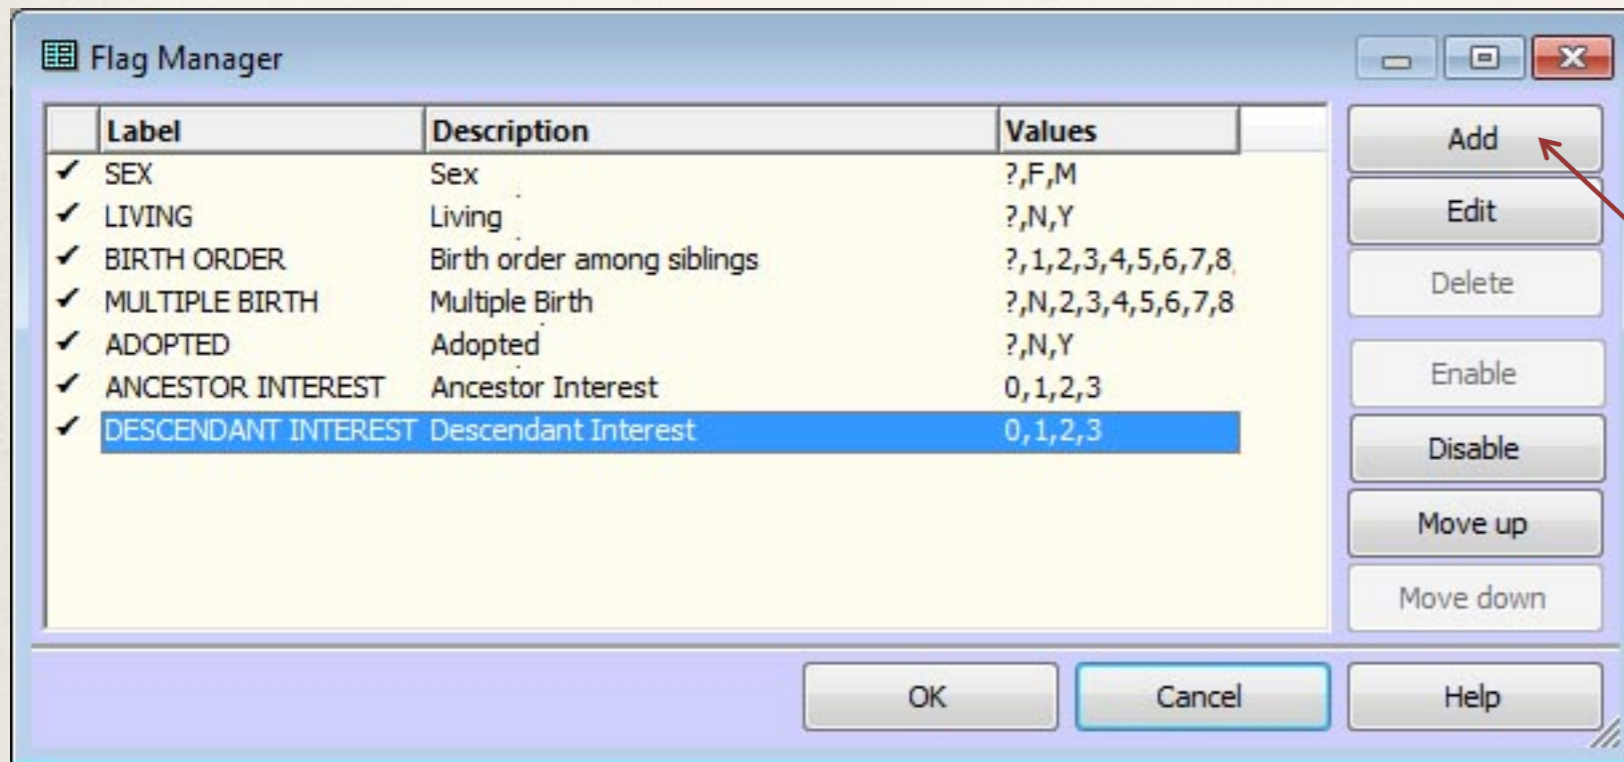 Flag Manager
Label Description Values
✔ SEX Sex ?,F,M
✔ LIVING Living ?,N,Y
✔ BIRTH ORDER Birth order among siblings ?,1,2,3,4,5,6,7,8,
✔ MULTIPLE BIRTH Multiple Birth ?,N,2,3,4,5,6,7,8
✔ ADOPTED Adopted ?,N,Y
✔ ANCESTOR INTEREST Ancestor Interest 0,1,2,3
✔ DESCENDANT INTEREST Descendant Interest 0,1,2,3
Add
Edit
Delete
Enable
Disable
Move up
Move down
OK Cancel Help